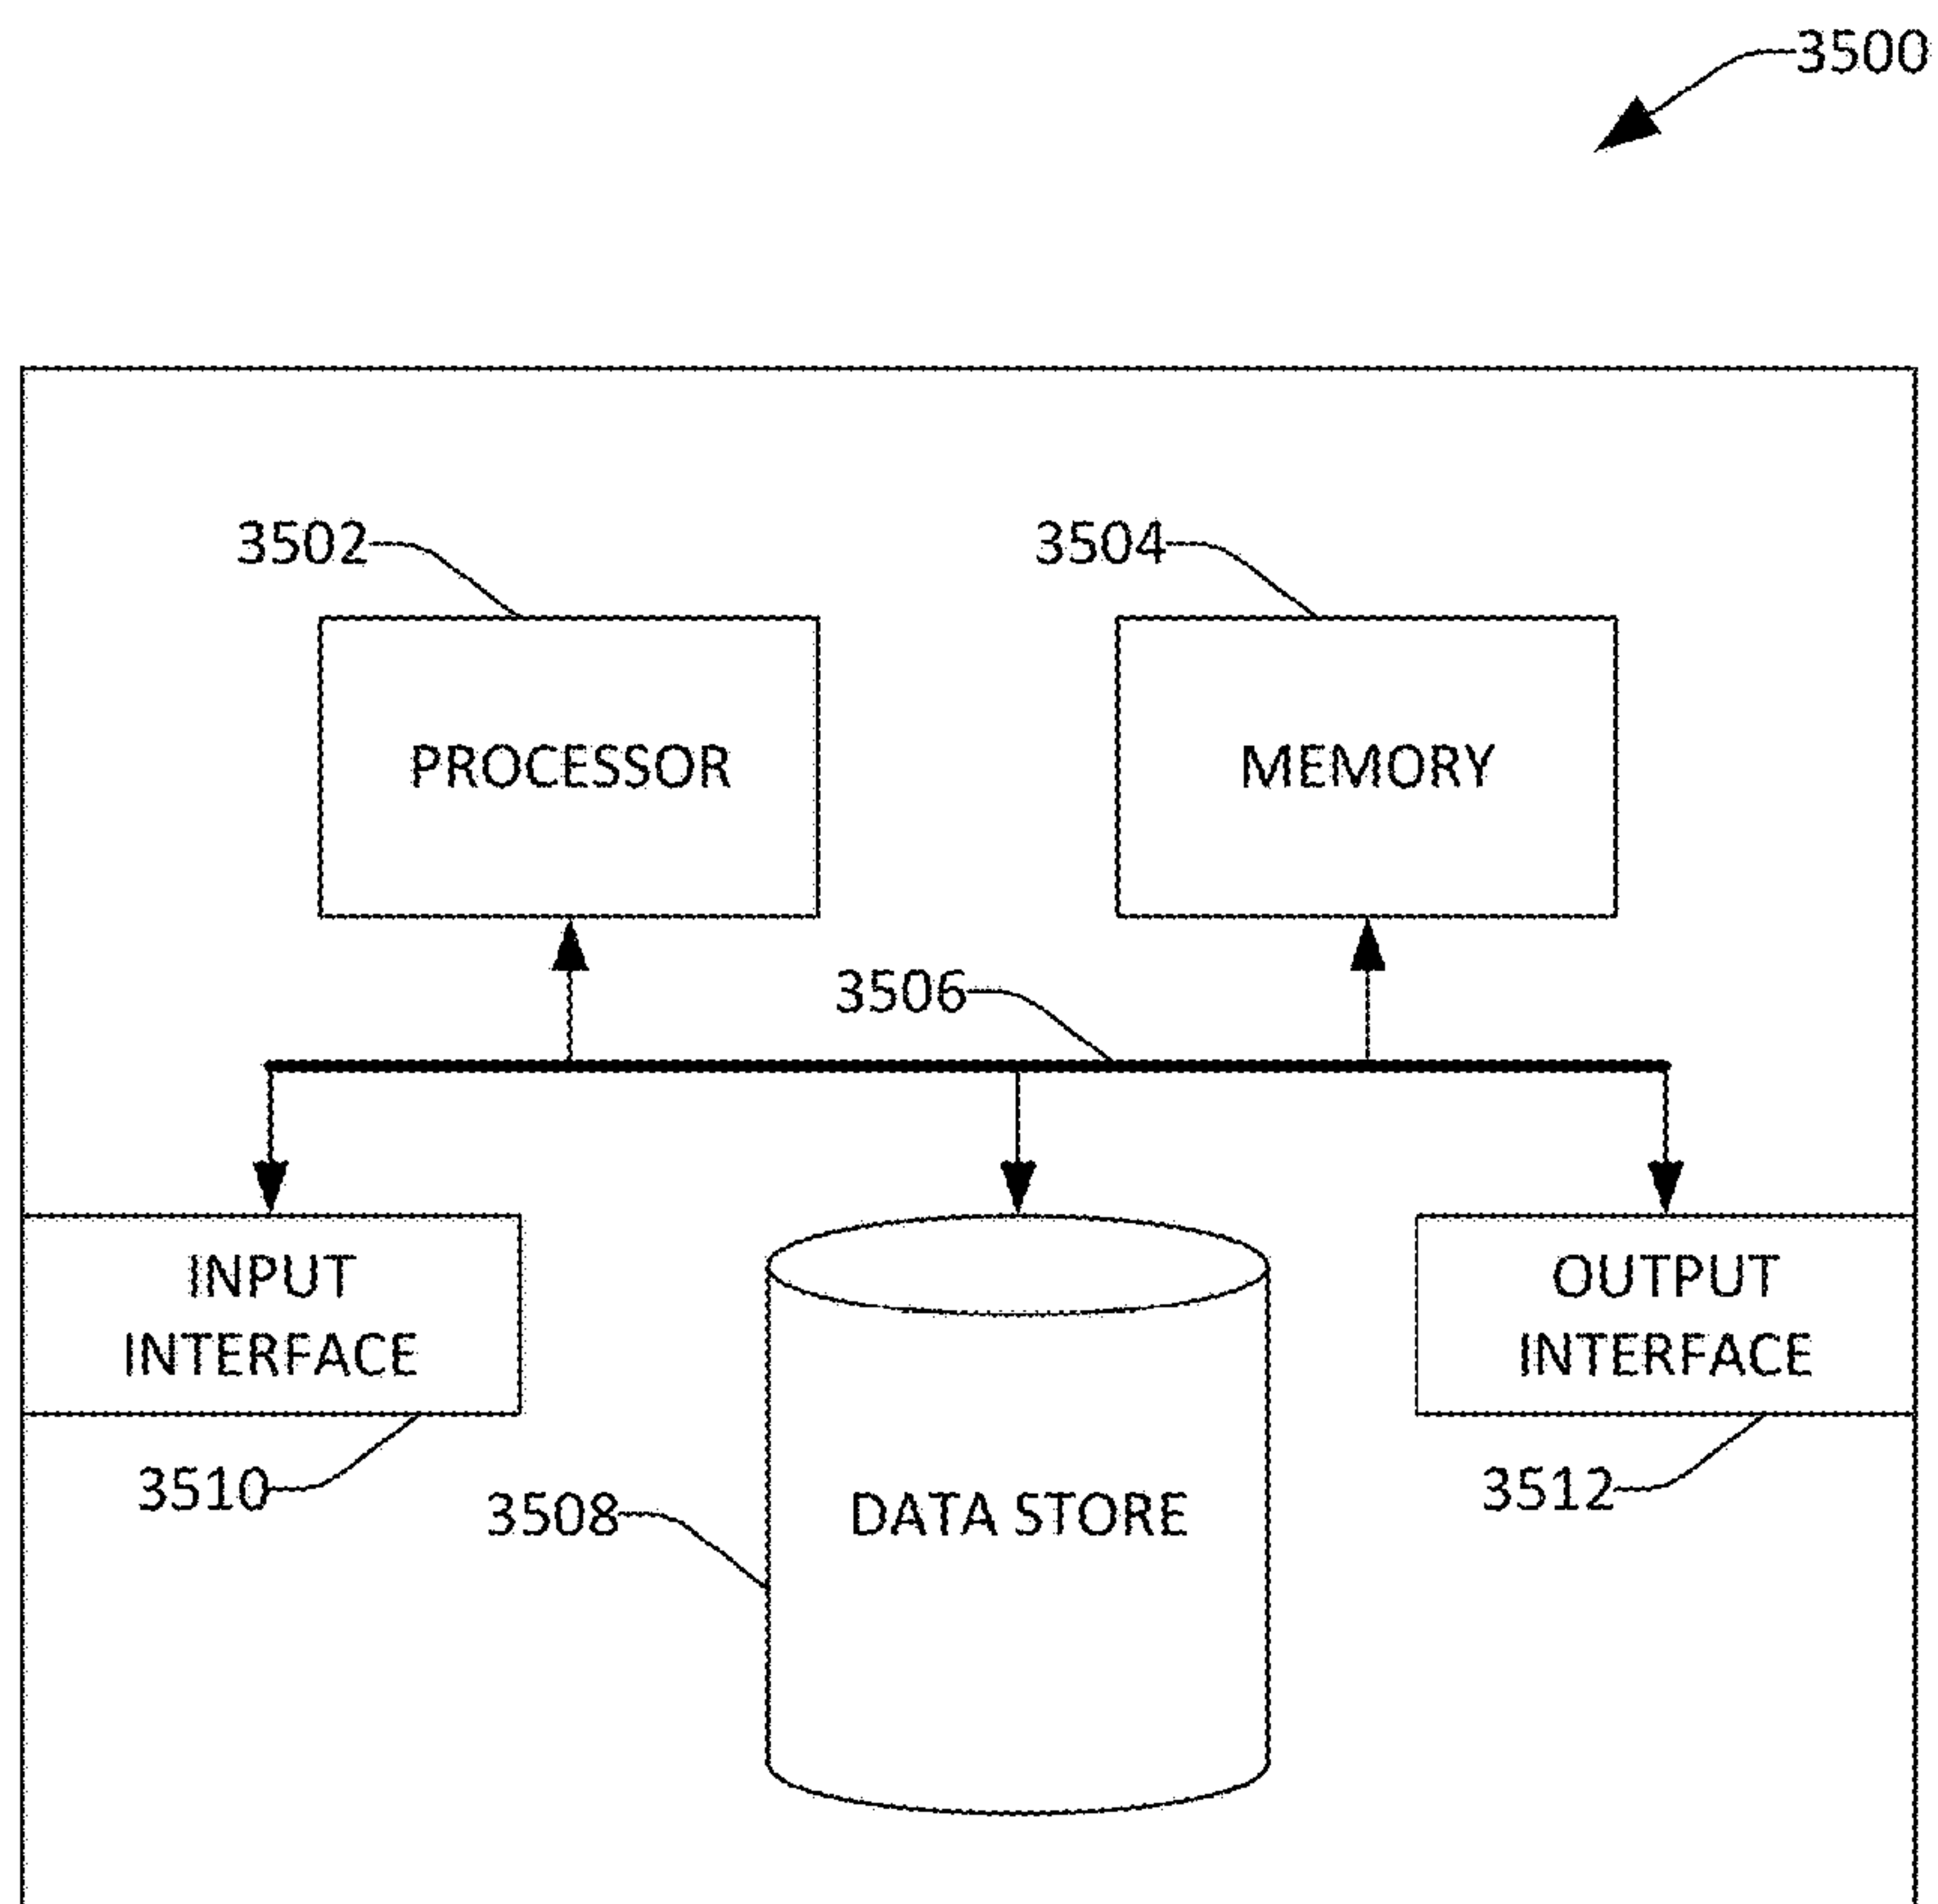 3500
3502
3504
PROCESSOR
MEMORY
3506
INPUT
INTERFACE
OUTPUT
INTERFACE
3510
3508
DATA STORE
3512